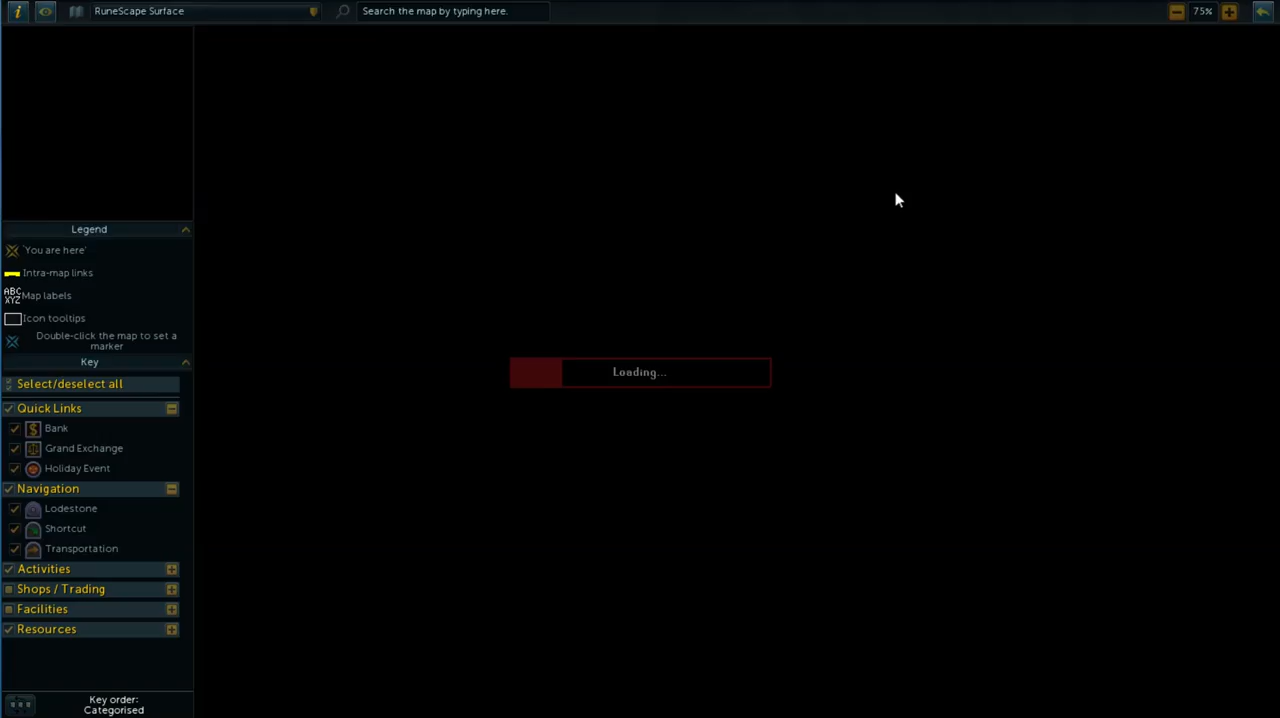 RuneScape Surface
Search the map by typing here.
75%
Legend
'You are here'
Intra-map links
ABC
XYZ
Map labels
Icon tooltips
Double-click the map to set a
marker
Key
Select/deselect all
Quick Links
Bank
Grand Exchange
Holiday Event
Navigation
Lodestone
Shortcut
Transportation
Activities
Shops / Trading
Facilities
Resources
Key order:
Categorised
Loading...